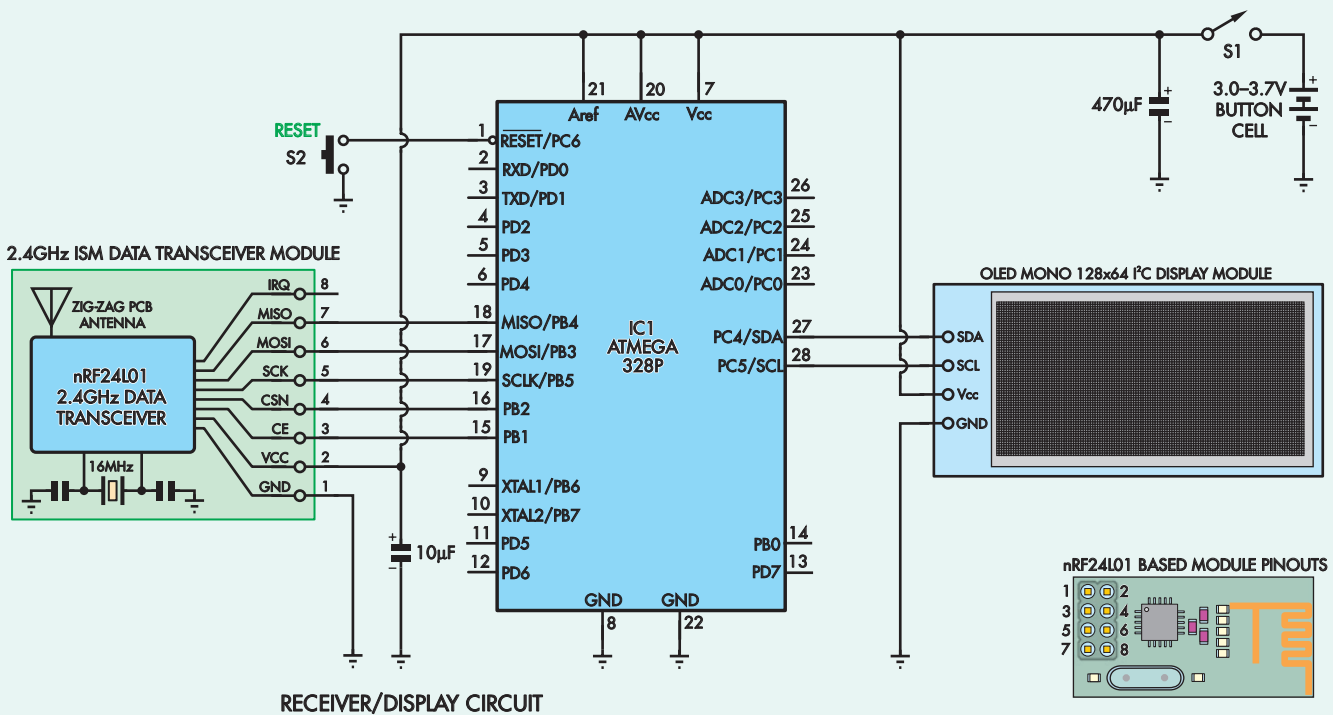 S1
3.0–3.7V
BUTTON
CELL
+
–
470µF
+
–
21
20
7
Aref
AVcc
Vcc
RESET
S2
1
RESET/PC6
2
RXD/PD0
3
TXD/PD1
4
PD2
5
PD3
6
PD4
ADC3/PC3
26
ADC2/PC2
25
ADC1/PC1
24
ADC0/PC0
23
2.4GHz ISM DATA TRANSCEIVER MODULE
ZIG-ZAG PCB
ANTENNA
nRF24L01
2.4GHz DATA
TRANSCEIVER
16MHz
IRQ
8
MISO
7
MOSI
6
SCK
5
CSN
4
CE
3
VCC
2
GND
1
18
MISO/PB4
17
MOSI/PB3
19
SCLK/PB5
16
PB2
15
PB1
9
XTAL1/PB6
10
XTAL2/PB7
11
PD5
12
PD6
IC1
ATMEGA
328P
PC4/SDA
27
PC5/SCL
28
PB0
14
PD7
13
GND
GND
8
22
+
10µF
–
OLED MONO 128x64 I²C DISPLAY MODULE
SDA
SCL
Vcc
GND
nRF24L01 BASED MODULE PINOUTS
1
2
3
4
5
6
7
8
RECEIVER/DISPLAY CIRCUIT